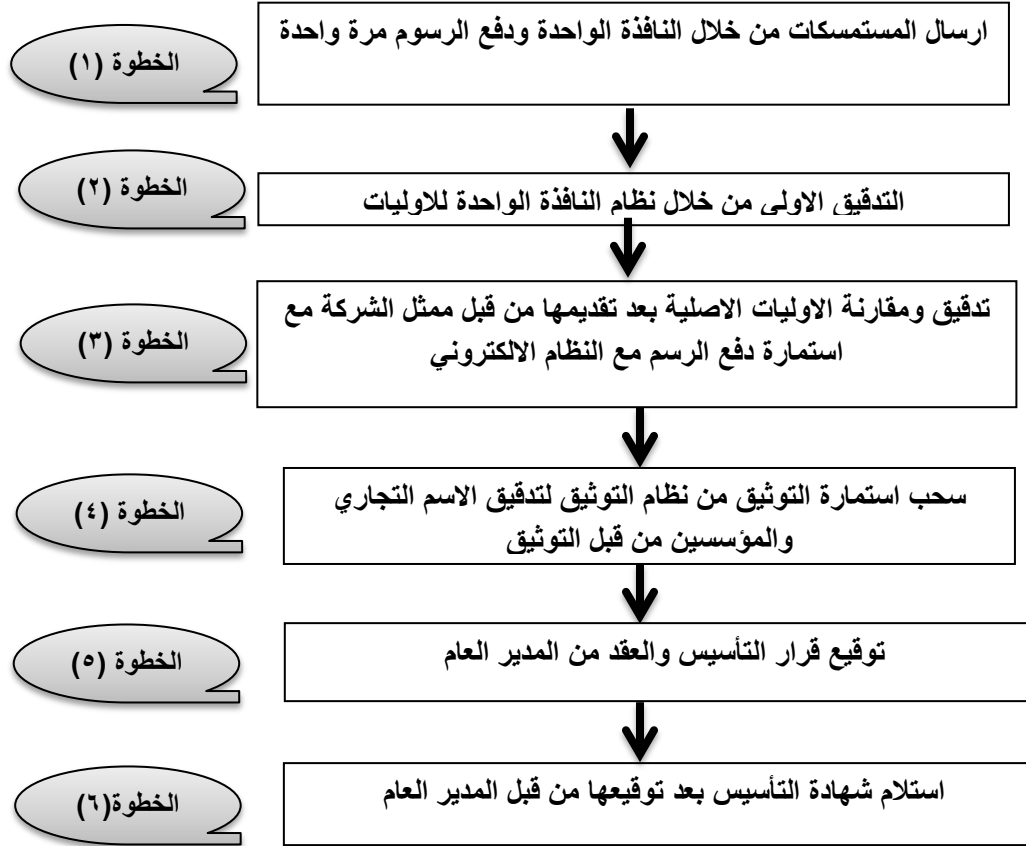 الخطوة (١)
ارسال المستمسكات من خلال النافذة الواحدة ودفع الرسوم مرة واحدة
الخطوة (٢)
التدقيق الاولي من خلال نظام النافذة الواحدة للاوليات
الخطوة (٣)
تدقيق ومقارنة الاوليات الاصلية بعد تقديمها من قبل ممثل الشركة مع
استمارة دفع الرسم مع النظام الالكتروني
الخطوة (٤)
سحب استمارة التوثيق من نظام التوثيق لتدقيق الاسم التجاري
والمؤسسين من قبل التوثيق
الخطوة (٥)
توقيع قرار التأسيس والعقد من المدير العام
الخطوة(٦)
استلام شهادة التأسيس بعد توقيعها من قبل المدير العام